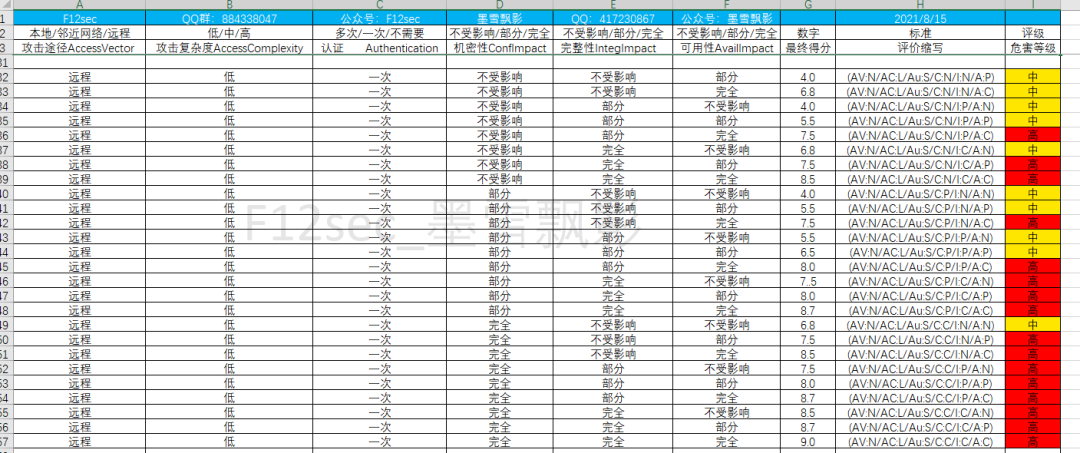 A B C D E F G H I
1 F12sec QQ群：884338047 公众号：F12sec 墨雪飘影 QQ：417230867 公众号：墨雪飘影 2021/8/15
2 本地/邻近网络/远程 低/中/高 多次/一次/不需要 不受影响/部分/完全 不受影响/部分/完全 不受影响/部分/完全 数字 标准 评级
3 攻击途径AccessVector 攻击复杂度AccessComplexity 认证 Authentication 机密性ConfImpact 完整性IntegImpact 可用性AvailImpact 最终得分 评价缩写 危害等级
31
32 远程 低 一次 不受影响 不受影响 部分 4.0 (AV:N/AC:L/Au:S/C:N/I:N/A:P) 中
33 远程 低 一次 不受影响 不受影响 完全 6.8 (AV:N/AC:L/Au:S/C:N/I:N/A:C) 中
34 远程 低 一次 不受影响 部分 不受影响 4.0 (AV:N/AC:L/Au:S/C:N/I:P/A:N) 中
35 远程 低 一次 不受影响 部分 部分 5.5 (AV:N/AC:L/Au:S/C:N/I:P/A:P) 中
36 远程 低 一次 不受影响 部分 完全 7.5 (AV:N/AC:L/Au:S/C:N/I:P/A:C) 高
37 远程 低 一次 不受影响 完全 不受影响 6.8 (AV:N/AC:L/Au:S/C:N/I:C/A:N) 中
38 远程 低 一次 不受影响 完全 部分 7.5 (AV:N/AC:L/Au:S/C:N/I:C/A:P) 高
39 远程 低 一次 不受影响 完全 完全 8.5 (AV:N/AC:L/Au:S/C:N/I:C/A:C) 高
40 远程 低 一次 部分 不受影响 不受影响 4.0 (AV:N/AC:L/Au:S/C:P/I:N/A:N) 中
41 远程 低 一次 部分 不受影响 部分 5.5 (AV:N/AC:L/Au:S/C:P/I:N/A:P) 中
42 远程 低 一次 部分 不受影响 完全 7.5 (AV:N/AC:L/Au:S/C:P/I:N/A:C) 高
43 远程 低 一次 部分 部分 不受影响 5.5 (AV:N/AC:L/Au:S/C:P/I:P/A:N) 中
44 远程 低 一次 部分 部分 部分 6.5 (AV:N/AC:L/Au:S/C:P/I:P/A:P) 中
45 远程 低 一次 部分 部分 完全 8.0 (AV:N/AC:L/Au:S/C:P/I:P/A:C) 高
46 远程 低 一次 部分 完全 不受影响 7..5 (AV:N/AC:L/Au:S/C:P/I:C/A:N) 高
47 远程 低 一次 部分 完全 部分 8.0 (AV:N/AC:L/Au:S/C:P/I:C/A:P) 高
48 远程 低 一次 部分 完全 完全 8.7 (AV:N/AC:L/Au:S/C:P/I:C/A:C) 高
49 远程 低 一次 完全 不受影响 不受影响 6.8 (AV:N/AC:L/Au:S/C:C/I:N/A:N) 中
50 远程 低 一次 完全 不受影响 部分 7.5 (AV:N/AC:L/Au:S/C:C/I:N/A:P) 高
51 远程 低 一次 完全 不受影响 完全 8.5 (AV:N/AC:L/Au:S/C:C/I:N/A:C) 高
52 远程 低 一次 完全 部分 不受影响 7.5 (AV:N/AC:L/Au:S/C:C/I:P/A:N) 高
53 远程 低 一次 完全 部分 部分 8.0 (AV:N/AC:L/Au:S/C:C/I:P/A:P) 高
54 远程 低 一次 完全 部分 完全 8.7 (AV:N/AC:L/Au:S/C:C/I:P/A:C) 高
55 远程 低 一次 完全 完全 不受影响 8.5 (AV:N/AC:L/Au:S/C:C/I:C/A:N) 高
56 远程 低 一次 完全 完全 部分 8.7 (AV:N/AC:L/Au:S/C:C/I:C/A:P) 高
57 远程 低 一次 完全 完全 完全 9.0 (AV:N/AC:L/Au:S/C:C/I:C/A:C) 高
F12sec_墨雪飘影